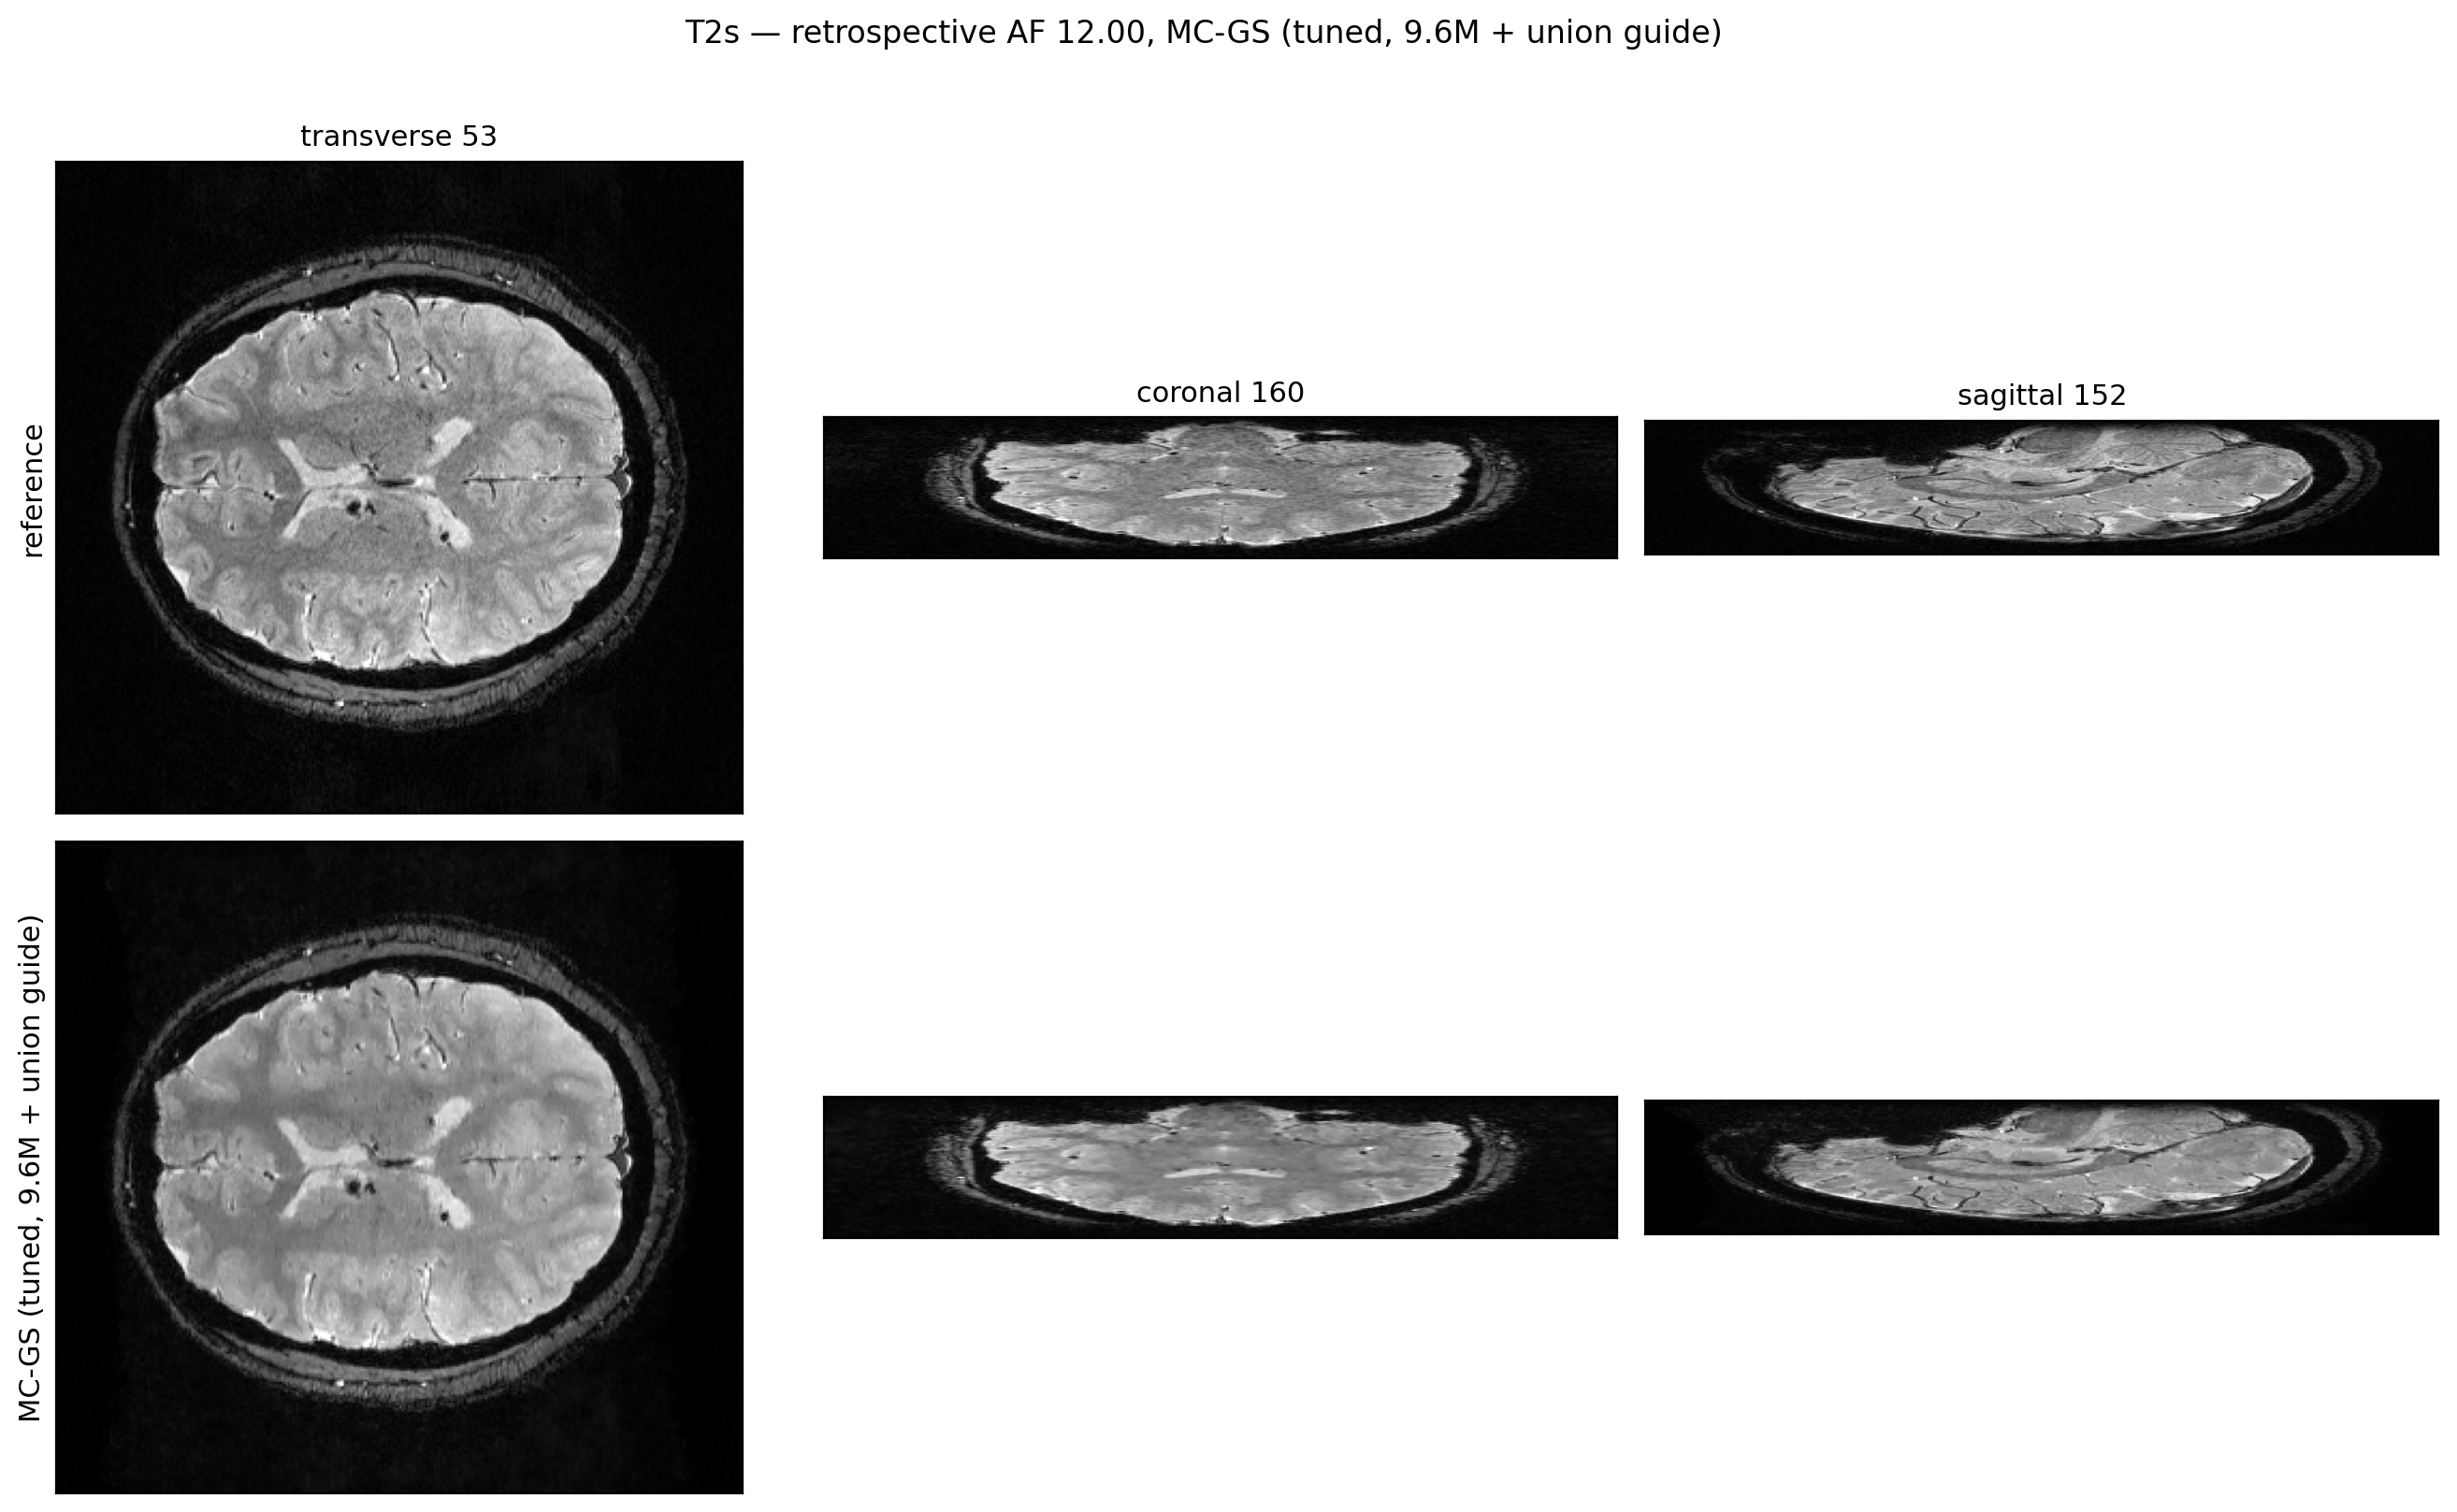 T2s — retrospective AF 12.00, MC-GS (tuned, 9.6M + union guide)
transverse 53
coronal 160
sagittal 152
reference
MC-GS (tuned, 9.6M + union guide)